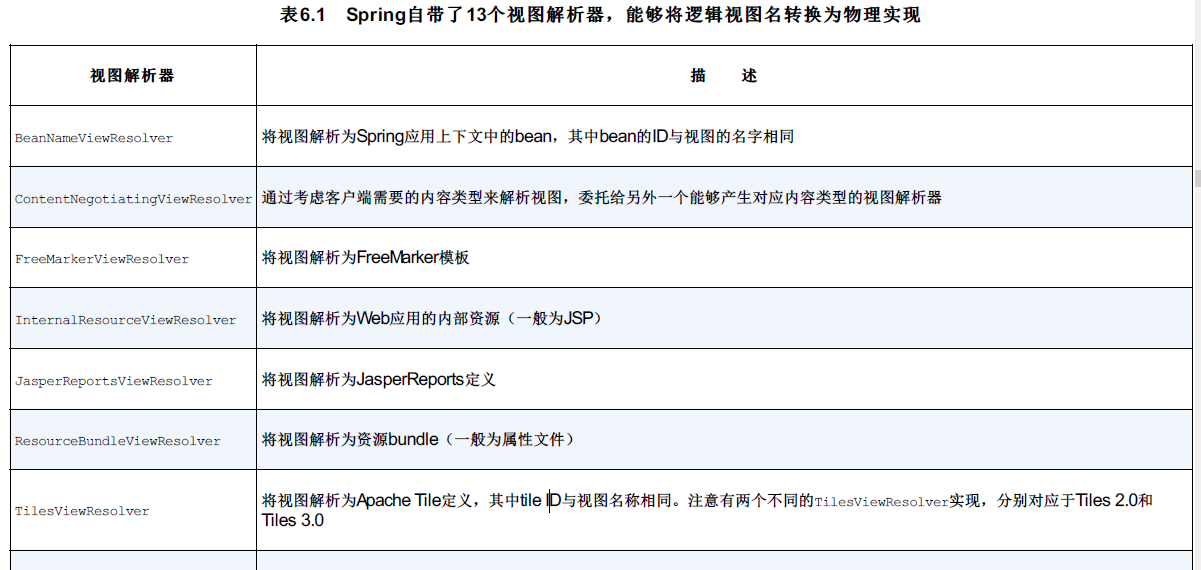 表6.1 Spring自带了13个视图解析器，能够将逻辑视图名转换为物理实现
视图解析器
描 述
BeanNameViewResolver
将视图解析为Spring应用上下文中的bean，其中bean的ID与视图的名字相同
ContentNegotiatingViewResolver
通过考虑客户端需要的内容类型来解析视图，委托给另外一个能够产生对应内容类型的视图解析器
FreeMarkerViewResolver
将视图解析为FreeMarker模板
InternalResourceViewResolver
将视图解析为Web应用的内部资源（一般为JSP）
JasperReportsViewResolver
将视图解析为JasperReports定义
ResourceBundleViewResolver
将视图解析为资源bundle（一般为属性文件）
TilesViewResolver
将视图解析为Apache Tile定义，其中tile ID与视图名称相同。注意有两个不同的TilesViewResolver实现，分别对应于Tiles 2.0和
Tiles 3.0